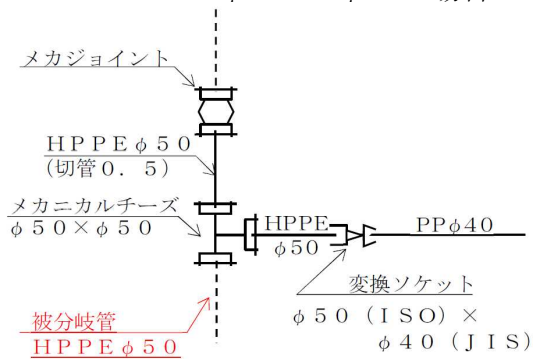 メカジョイント
ＨＰＰＥφ５０
(切管０．５)
メカニカルチーズ
φ５０×φ５０
HPPE
φ50
PPφ40
変換ソケット
φ５０（ＩＳＯ）×
φ４０(JIS)
被分岐管
ＨＰＰＥφ５０